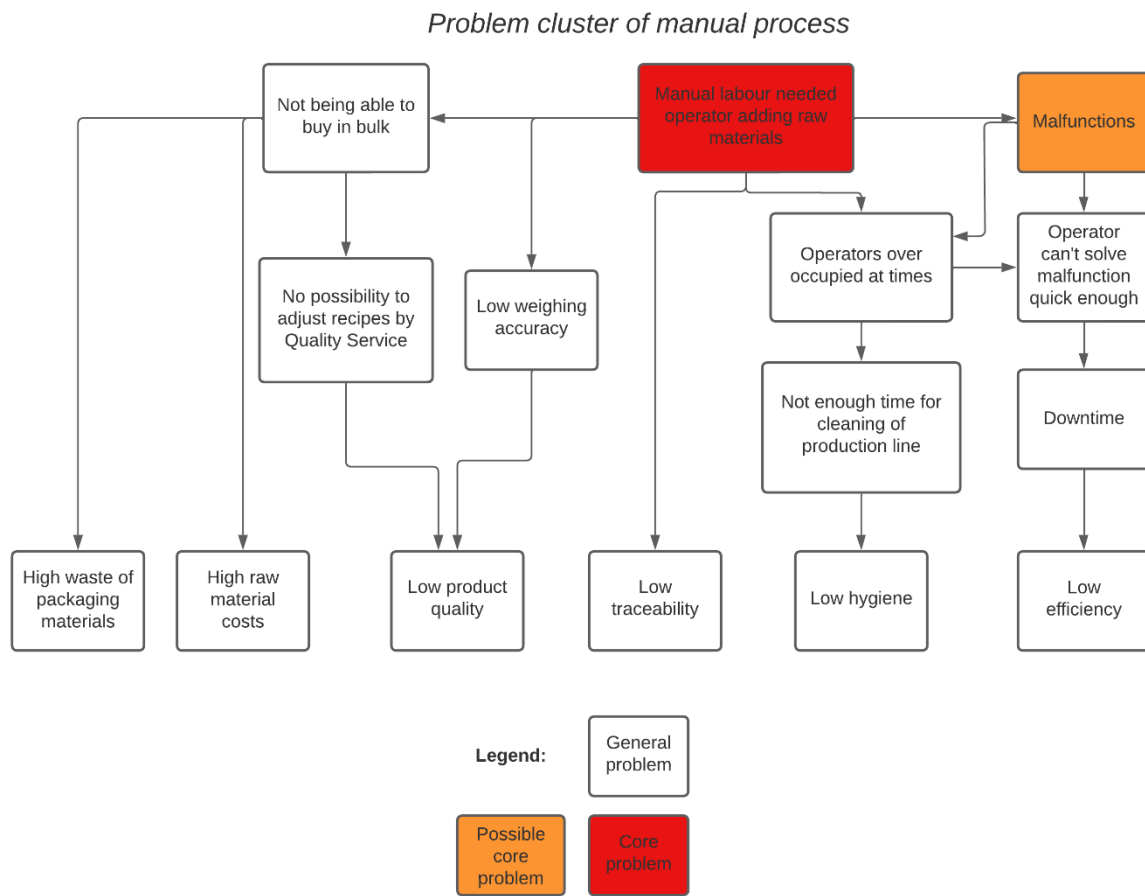 Problem cluster of manual process
Not being able to
buy in bulk
Manual labour needed
operator adding raw
materials
Malfunctions
No possibility to
adjust recipes by
Quality Service
Low weighing
accuracy
Operators over
occupied at times
Operator
can't solve
malfunction
quick enough
Not enough time for
cleaning of
production line
Downtime
High waste of
packaging
materials
High raw
material
costs
Low product
quality
Low
traceability
Low hygiene
Low
efficiency
Legend:
General
problem
Possible
core
problem
Core
problem